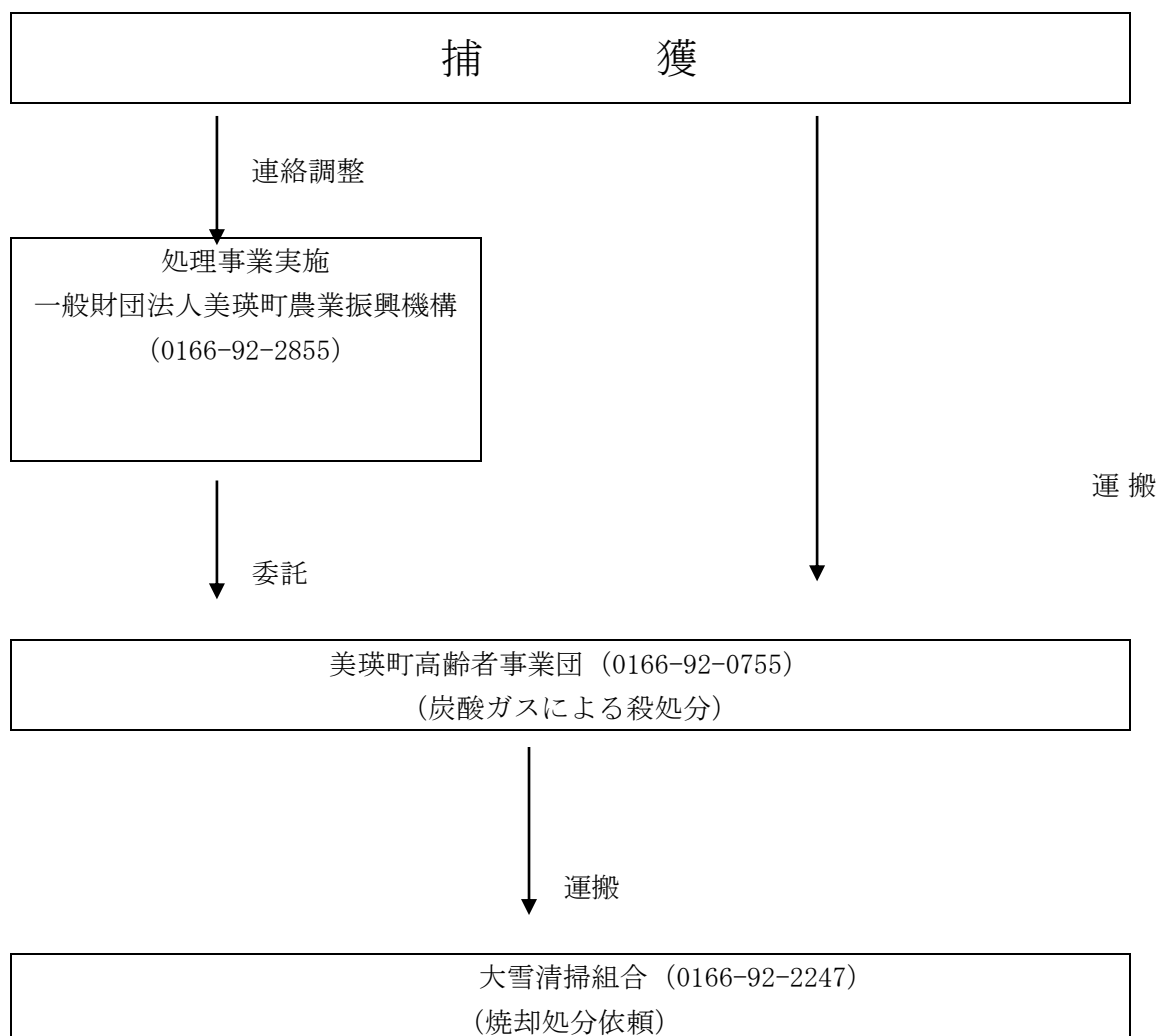 捕　　　　獲
連絡調整
処理事業実施
一般財団法人美瑛町農業振興機構
(0166-92-2855)
運 搬
委託
美瑛町高齢者事業団 (0166-92-0755)
(炭酸ガスによる殺処分)
運搬
大雪清掃組合 (0166-92-2247)
(焼却処分依頼)